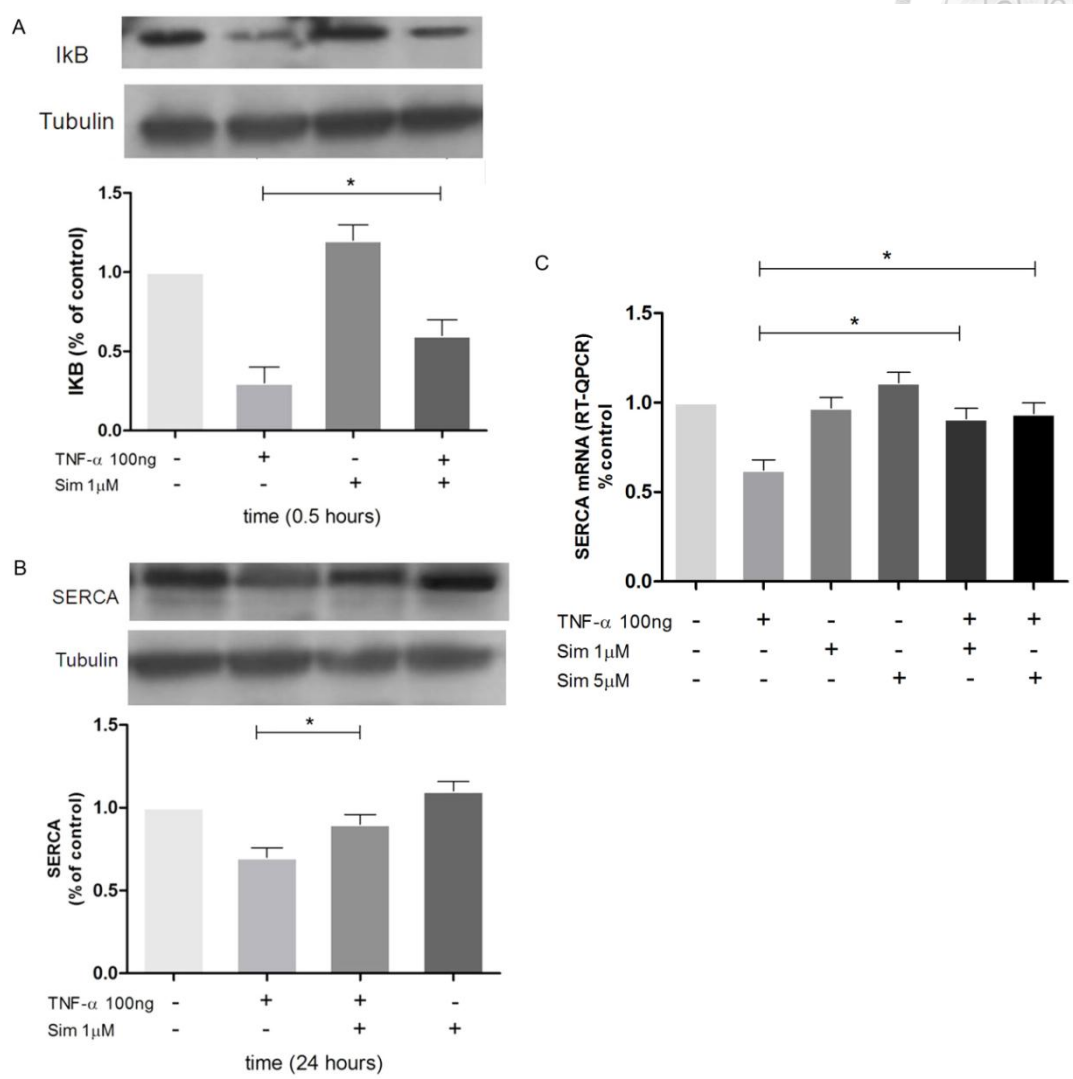 A
IkB
Tubulin
*
1.5
1.0
0.5
0.0
IKB (% of control)
TNF-α 100ng - + - +
Sim 1μM - - + +
time (0.5 hours)
B
SERCA
Tubulin
*
1.5
1.0
0.5
0.0
SERCA
(% of control)
TNF-α 100ng - + + -
Sim 1μM - - + +
time (24 hours)
C
*
*
1.5
1.0
0.5
0.0
SERCA mRNA (RT-QPCR)
% control
TNF-α 100ng - + - - + +
Sim 1μM - - + - + -
Sim 5μM - - - + - +